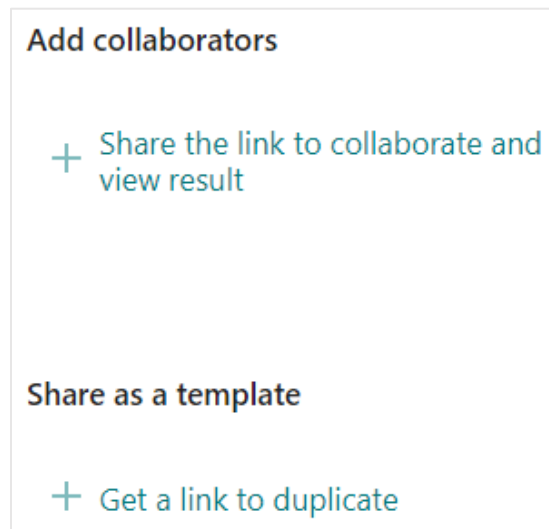 Add collaborators
+ Share the link to collaborate and
view result
Share as a template
+ Get a link to duplicate